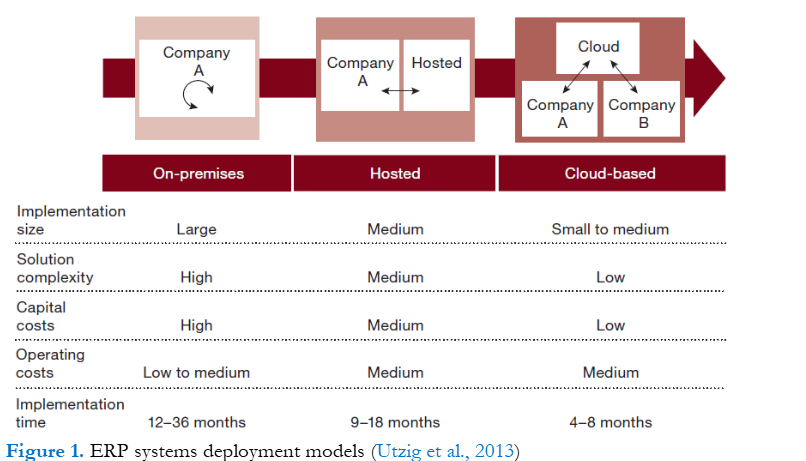 Company
A
Company
A
Hosted
Cloud
Company
A
Company
B
On-premises Hosted Cloud-based
Implementation
size Large Medium Small to medium
Solution
complexity High Medium Low
Capital
costs High Medium Low
Operating
costs Low to medium Medium Medium
Implementation
time 12–36 months 9–18 months 4–8 months
Figure 1. ERP systems deployment models (Utzig et al., 2013)